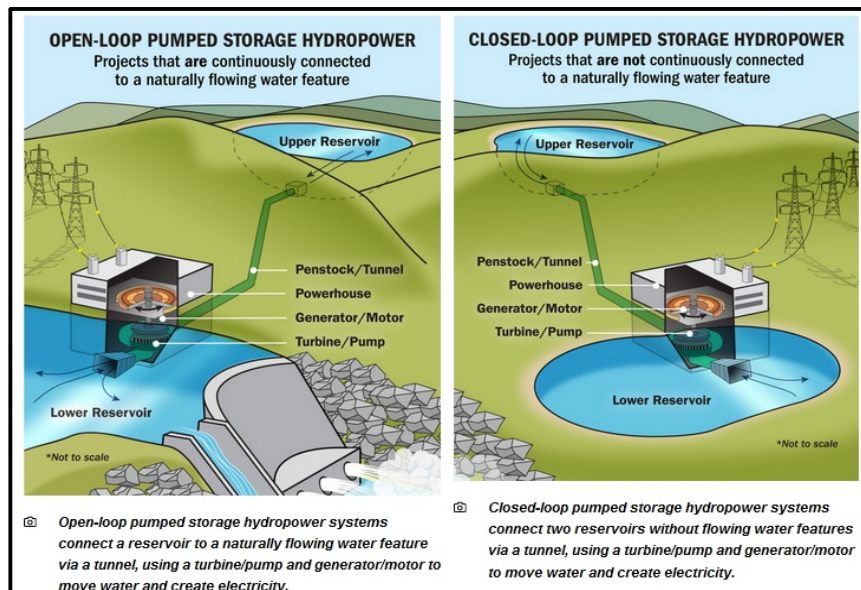 OPEN-LOOP PUMPED STORAGE HYDROPOWER
Projects that are continuously connected
to a naturally flowing water feature
Upper Reservoir
Penstock/Tunnel
Powerhouse
Generator/Motor
Turbine/Pump
Lower Reservoir
*Not to scale
Open-loop pumped storage hydropower systems
connect a reservoir to a naturally flowing water feature
via a tunnel, using a turbine/pump and generator/motor to
move water and create electricity.
CLOSED-LOOP PUMPED STORAGE HYDROPOWER
Projects that are not continuously connected
to a naturally flowing water feature
Upper Reservoir
Penstock/Tunnel
Powerhouse
Generator/Motor
Turbine/Pump
Lower Reservoir
*Not to scale
Closed-loop pumped storage hydropower systems
connect two reservoirs without flowing water features
via a tunnel, using a turbine/pump and generator/motor
to move water and create electricity.